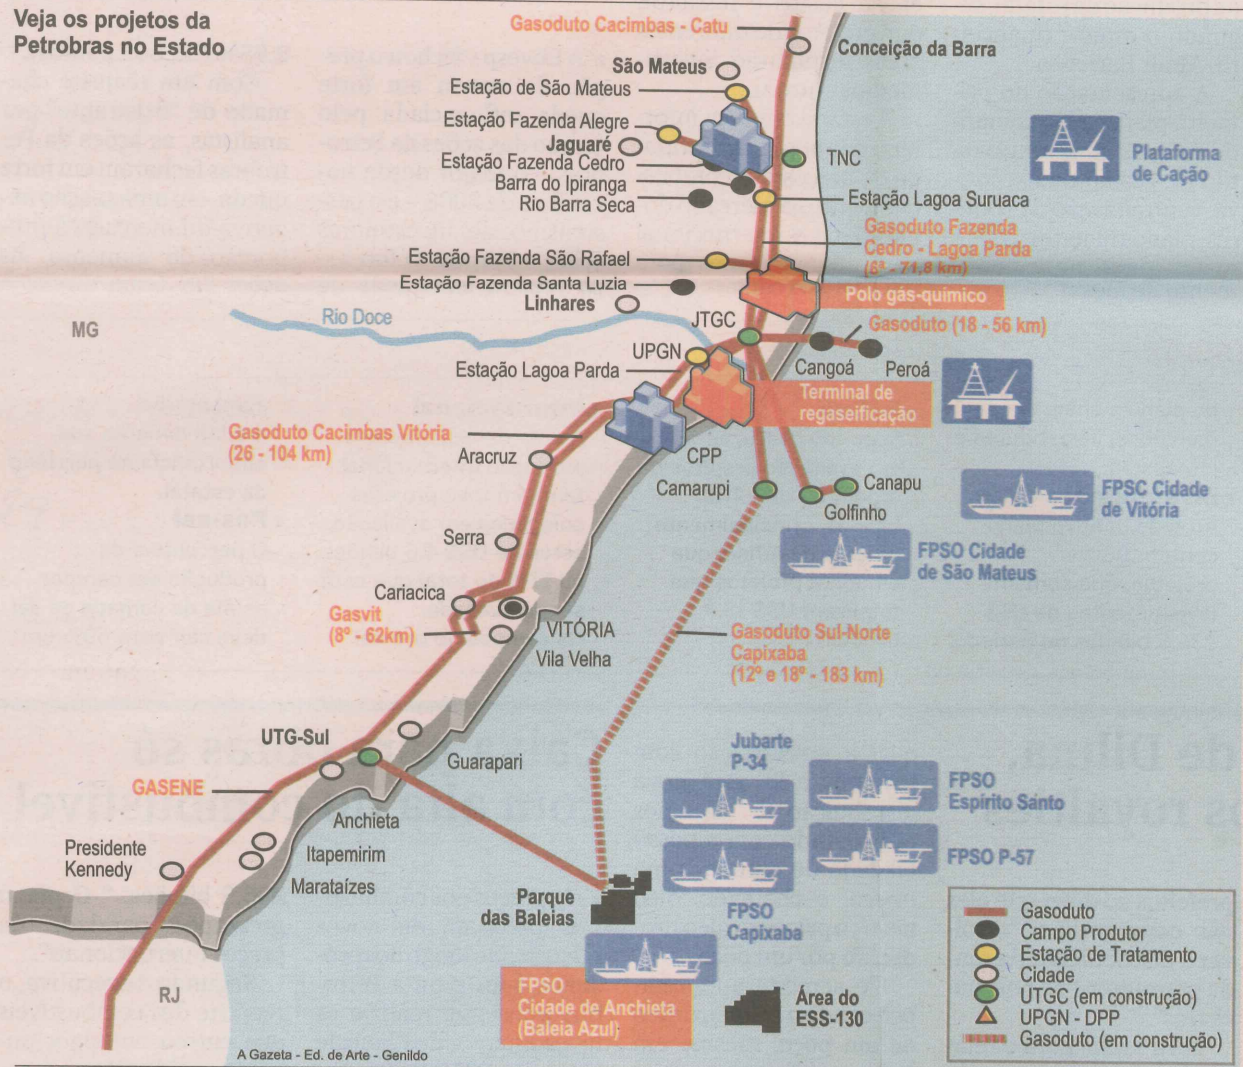 Veja os projetos da
Petrobras no Estado
Gasoduto Cacimbas - Catu
Conceição da Barra
São Mateus
Estação de São Mateus
Estação Fazenda Alegre
Jaguaré
Estação Fazenda Cedro
Barra do Ipiranga
Rio Barra Seca
TNC
Plataforma
de Cação
Estação Lagoa Suruaca
Gasoduto Fazenda
Cedro - Lagoa Parda
(8ª - 71,8 km)
Estação Fazenda São Rafael
Estação Fazenda Santa Luzia
Linhares
Polo gás-químico
MG
Rio Doce
JTGC
Gasoduto (18 - 56 km)
UPGN
Estação Lagoa Parda
Cangoá
Peroá
Terminal de
regaseificação
Gasoduto Cacimbas Vitória
(26 - 104 km)
Aracruz
CPP
Camarupi
Canapu
Golfinho
FPSC Cidade
de Vitória
Serra
FPSO Cidade
de São Mateus
Cariacica
Gasvit
(8º - 62km)
VITÓRIA
Vila Velha
Gasoduto Sul-Norte
Capixaba
(12º e 18º - 183 km)
UTG-Sul
Guarapari
Jubarte
P-34
FPSO
Espírito Santo
GASENE
Anchieta
Presidente
Kennedy
Itapemirim
Marataízes
FPSO P-57
Parque
das Baleias
FPSO
Capixaba
RJ
FPSO
Cidade de Anchieta
(Baleia Azul)
Área do
ESS-130
Gasoduto
Campo Produtor
Estação de Tratamento
Cidade
UTGC (em construção)
UPGN - DPP
Gasoduto (em construção)
A Gazeta - Ed. de Arte - Genildo